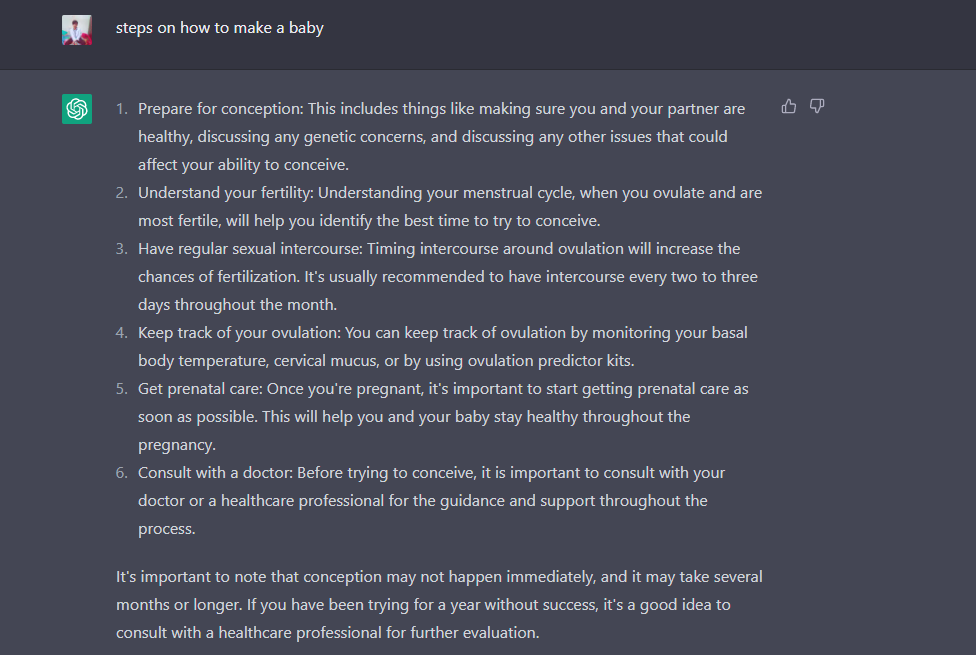 steps on how to make a baby
1. Prepare for conception: This includes things like making sure you and your partner are
healthy, discussing any genetic concerns, and discussing any other issues that could
affect your ability to conceive.
2. Understand your fertility: Understanding your menstrual cycle, when you ovulate and are
most fertile, will help you identify the best time to try to conceive.
3. Have regular sexual intercourse: Timing intercourse around ovulation will increase the
chances of fertilization. It's usually recommended to have intercourse every two to three
days throughout the month.
4. Keep track of your ovulation: You can keep track of ovulation by monitoring your basal
body temperature, cervical mucus, or by using ovulation predictor kits.
5. Get prenatal care: Once you're pregnant, it's important to start getting prenatal care as
soon as possible. This will help you and your baby stay healthy throughout the
pregnancy.
6. Consult with a doctor: Before trying to conceive, it is important to consult with your
doctor or a healthcare professional for the guidance and support throughout the
process.
It's important to note that conception may not happen immediately, and it may take several
months or longer. If you have been trying for a year without success, it's a good idea to
consult with a healthcare professional for further evaluation.